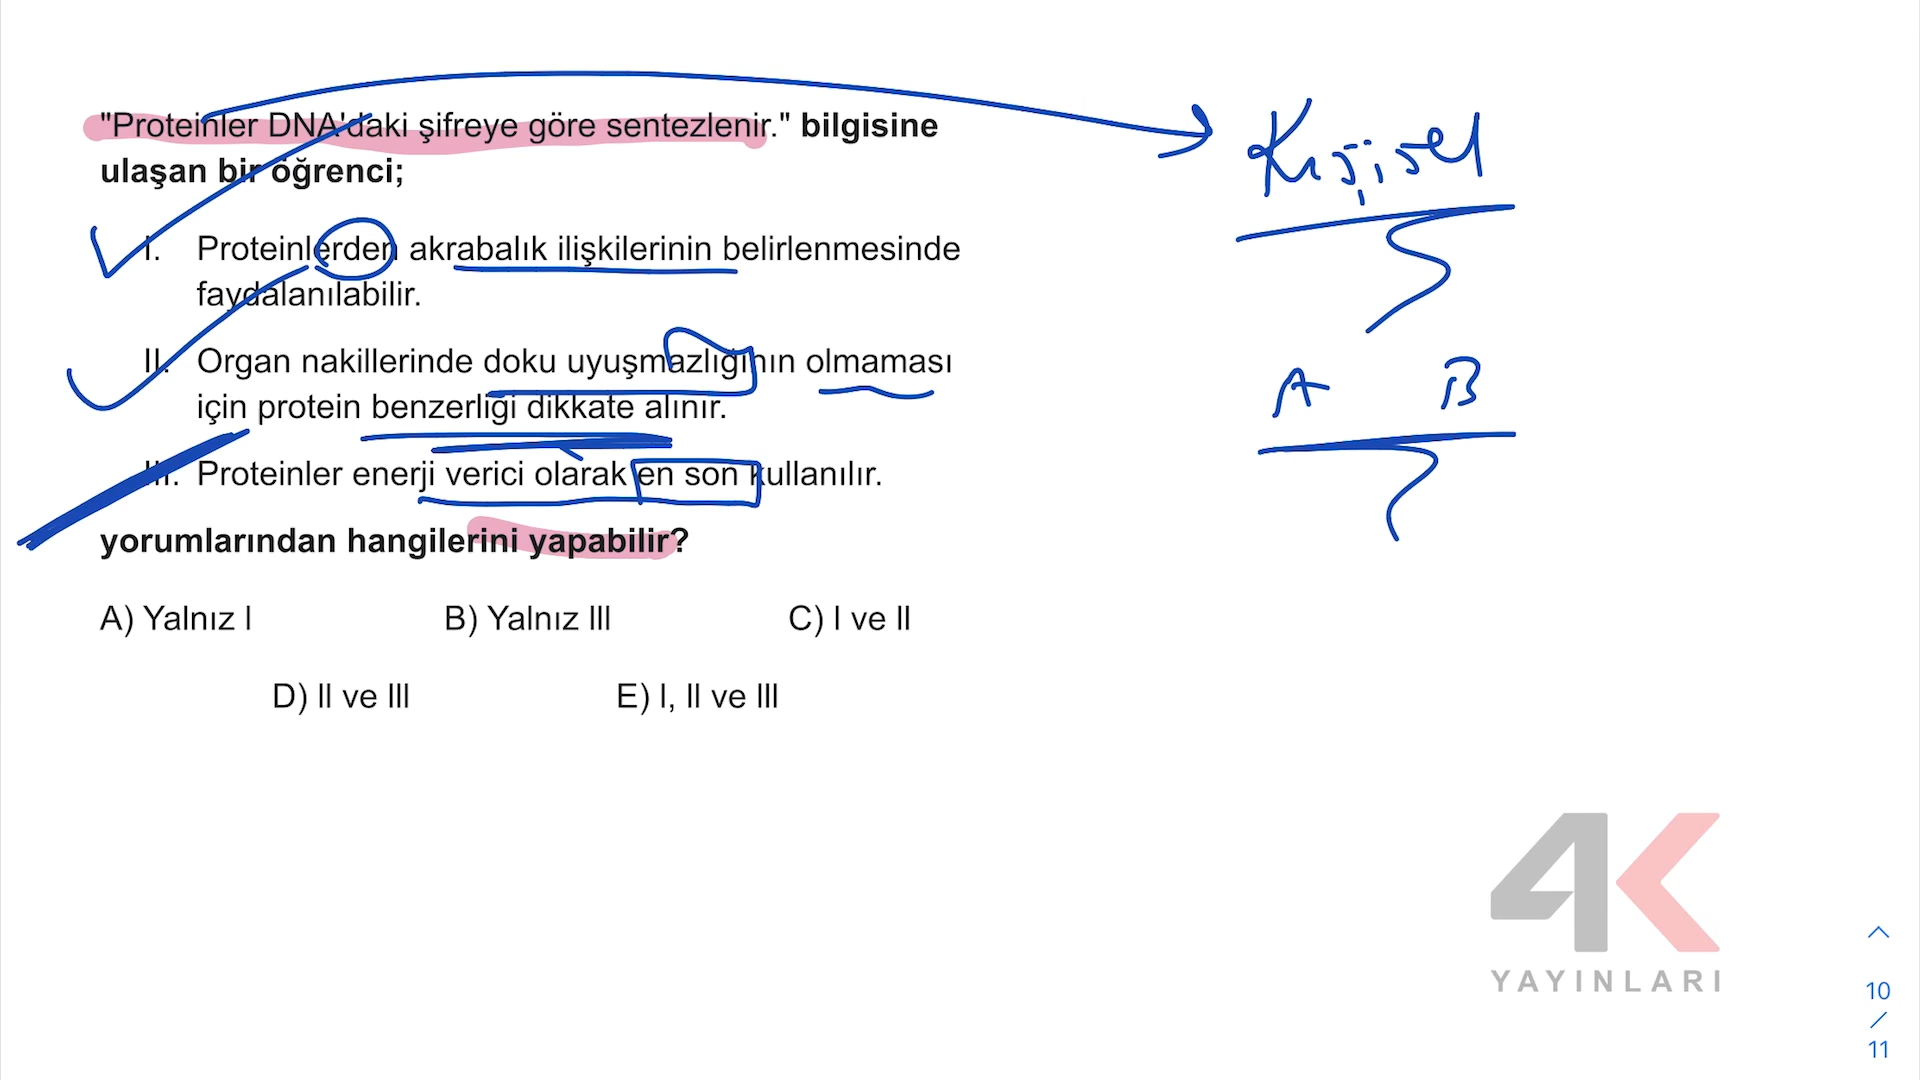 "Proteinler DNA'daki şifreye göre sentezlenir." bilgisine
ulaşan bir öğrenci;
I. Proteinlerden akrabalık ilişkilerinin belirlenmesinde
faydalanılabilir.
II. Organ nakillerinde doku uyuşmazlığının olmaması
için protein benzerliği dikkate alınır.
III. Proteinler enerji verici olarak en son kullanılır.
yorumlarından hangilerini yapabilir?
A) Yalnız I B) Yalnız III C) I ve II
D) II ve III E) I, II ve III
Kişisel
A B
4K
YAYINLARI
10
/
11